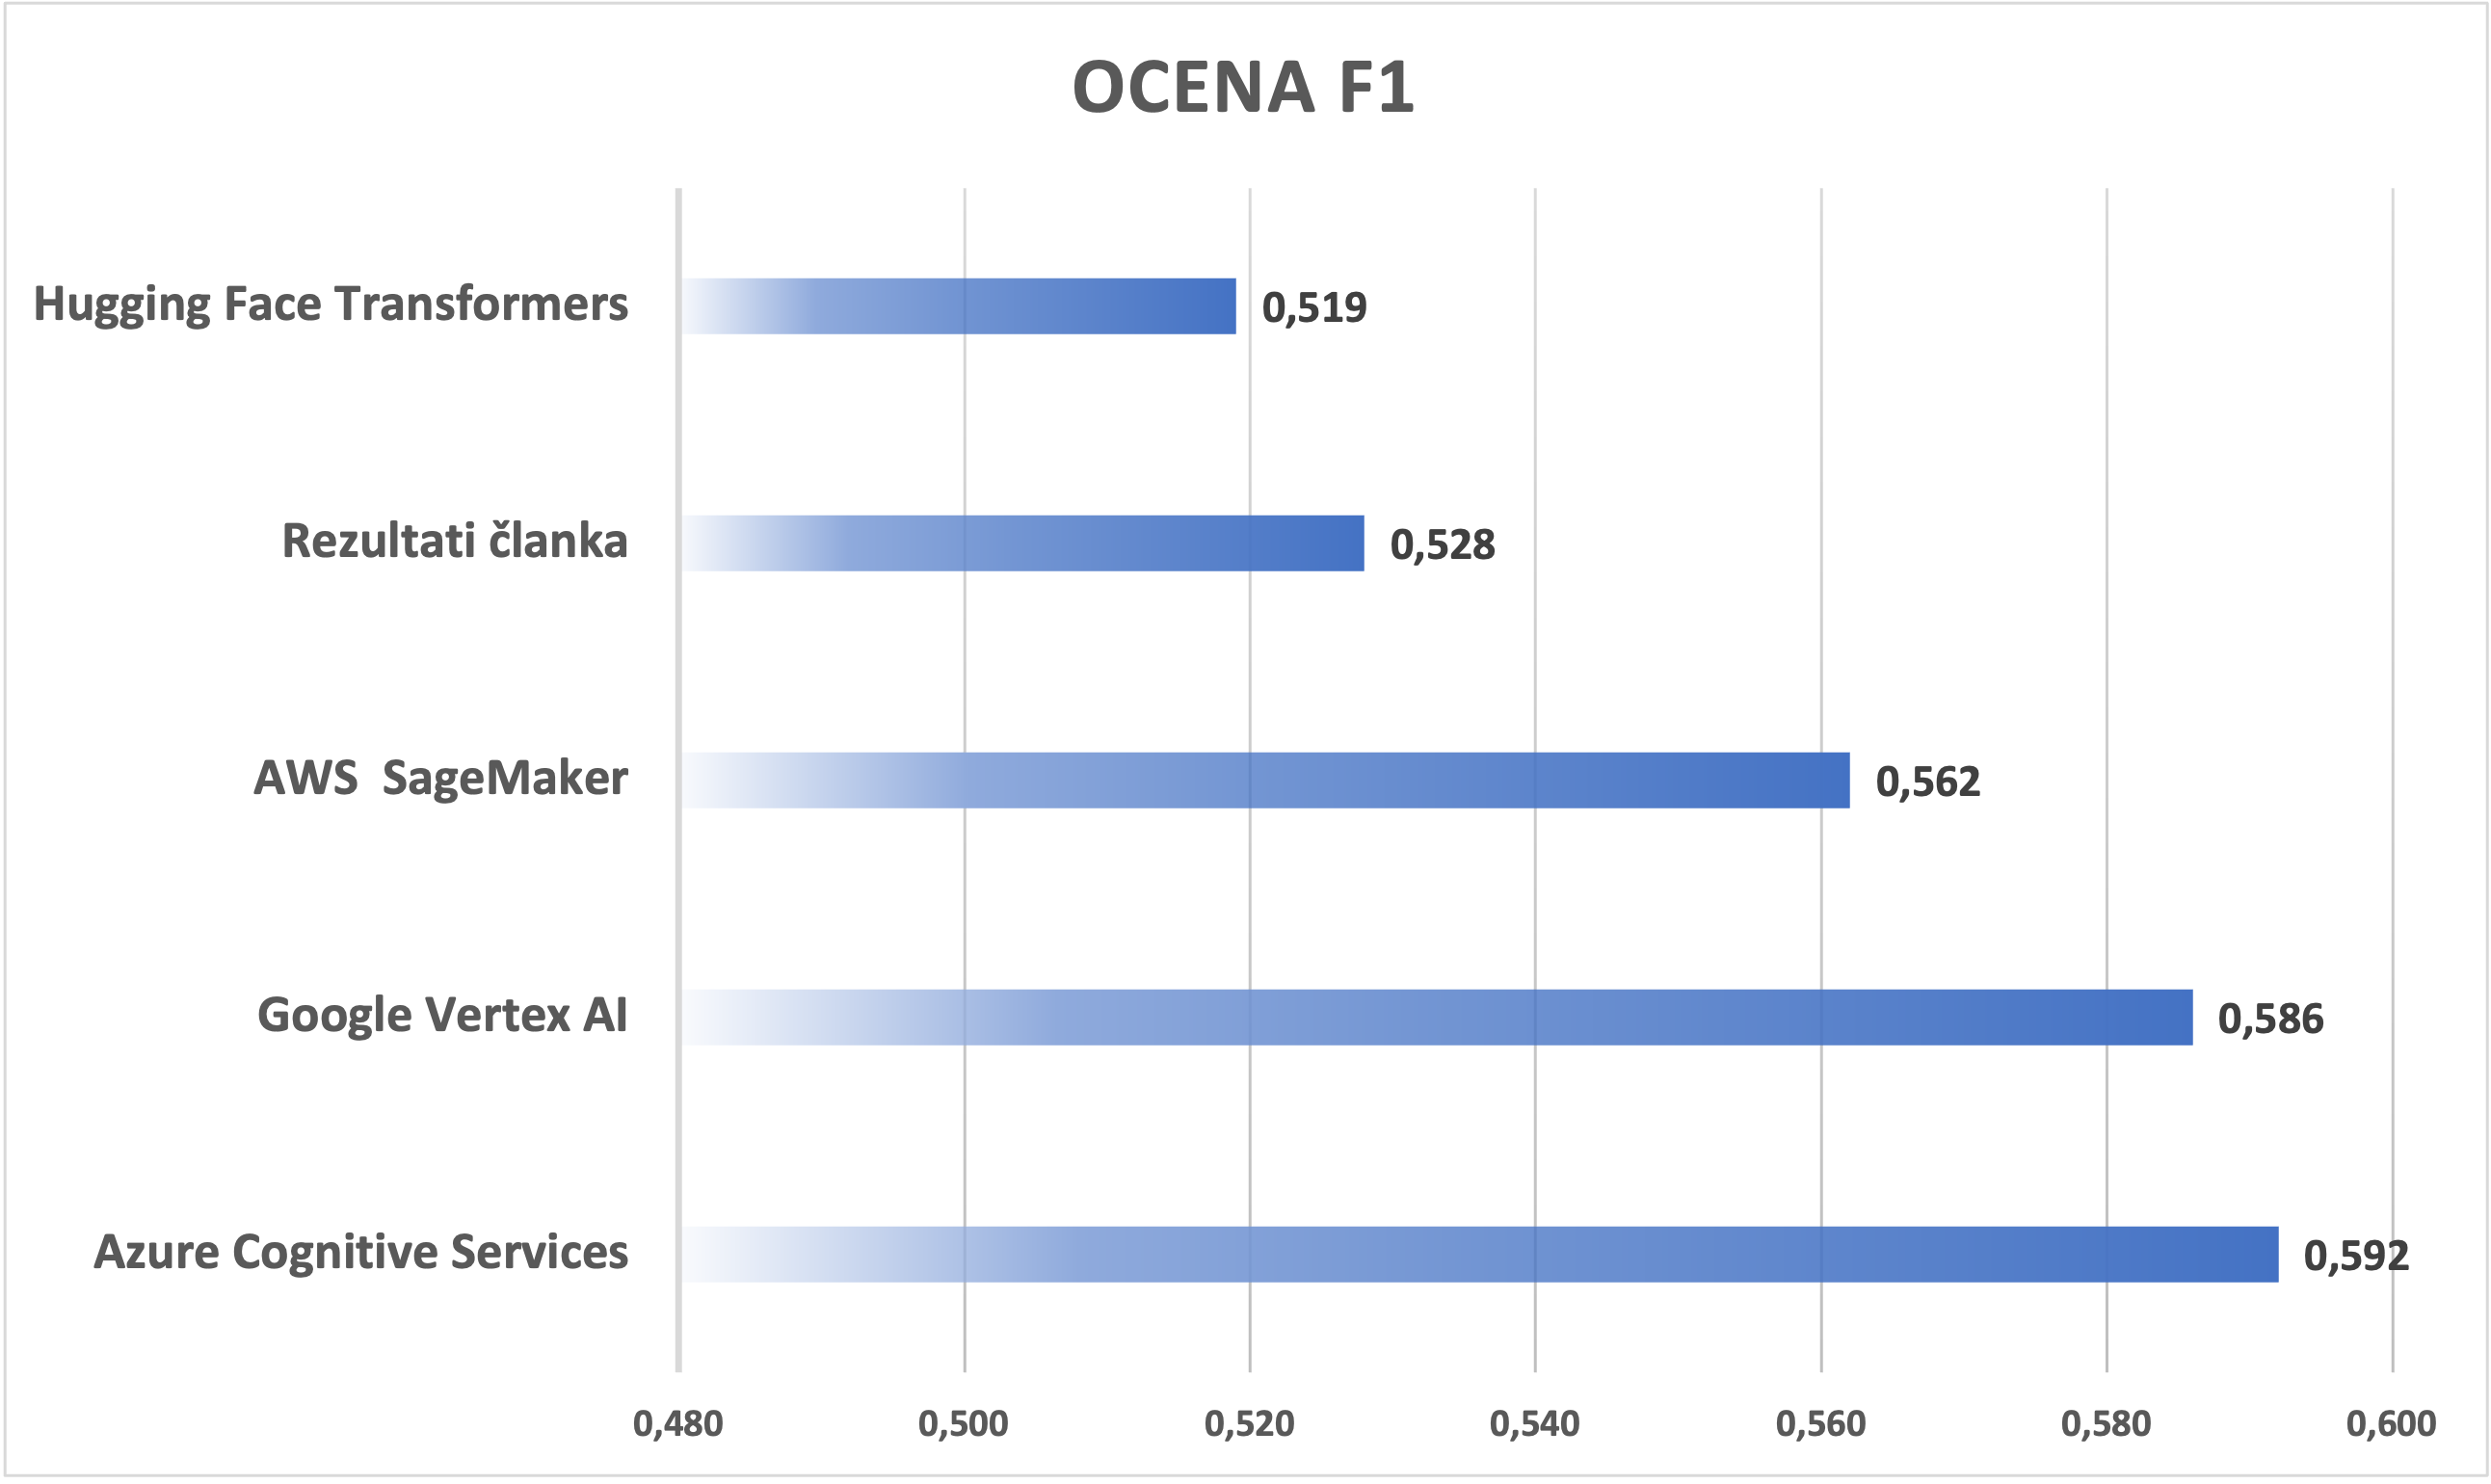 OCENA F1
Hugging Face Transformers
0,519
Rezultati članka
0,528
AWS  SageMaker
0,562
Google Vertex AI
0,586
Azure Cognitive Services
0,592
0,480 0,500 0,520 0,540 0,560 0,580 0,600